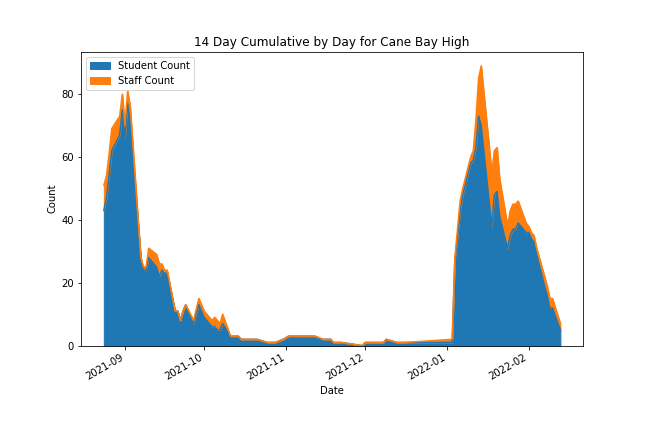 14 Day Cumulative by Day for Cane Bay High
Student Count
Staff Count
80
60
40
20
0
Count
2021-09
2021-10
2021-11
2021-12
2022-01
2022-02
Date